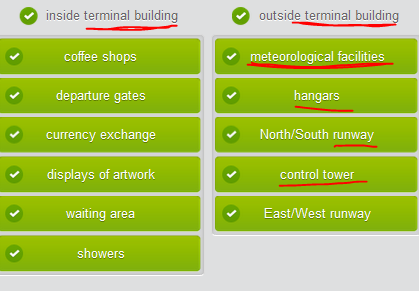 inside terminal building
coffee shops
departure gates
currency exchange
displays of artwork
waiting area
showers
outside terminal building
meteorological facilities
hangars
North/South runway
control tower
East/West runway